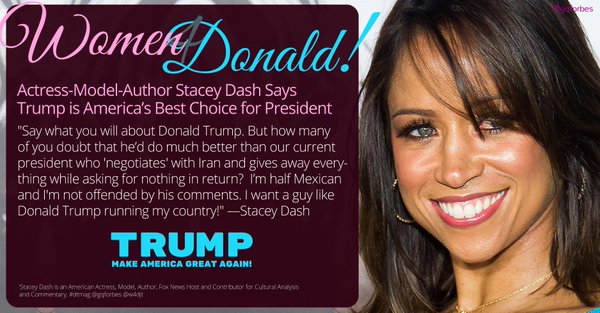 @gqforbes
Women4
Donald!
Actress-Model-Author Stacey Dash Says
Trump is America's Best Choice for President
"Say what you will about Donald Trump. But how many
of you doubt that he'd do much better than our current
president who 'negotiates' with Iran and gives away every-
thing while asking for nothing in return?  I'm half Mexican
and I'm not offended by his comments. I want a guy like
Donald Trump running my country!" —Stacey Dash
TRUMP
MAKE AMERICA GREAT AGAIN!
'Stacey Dash is an American Actress, Model, Author, Fox News Host and Contributor for Cultural Analysis
and Commentary. #dtmag @gqforbes @w4djt